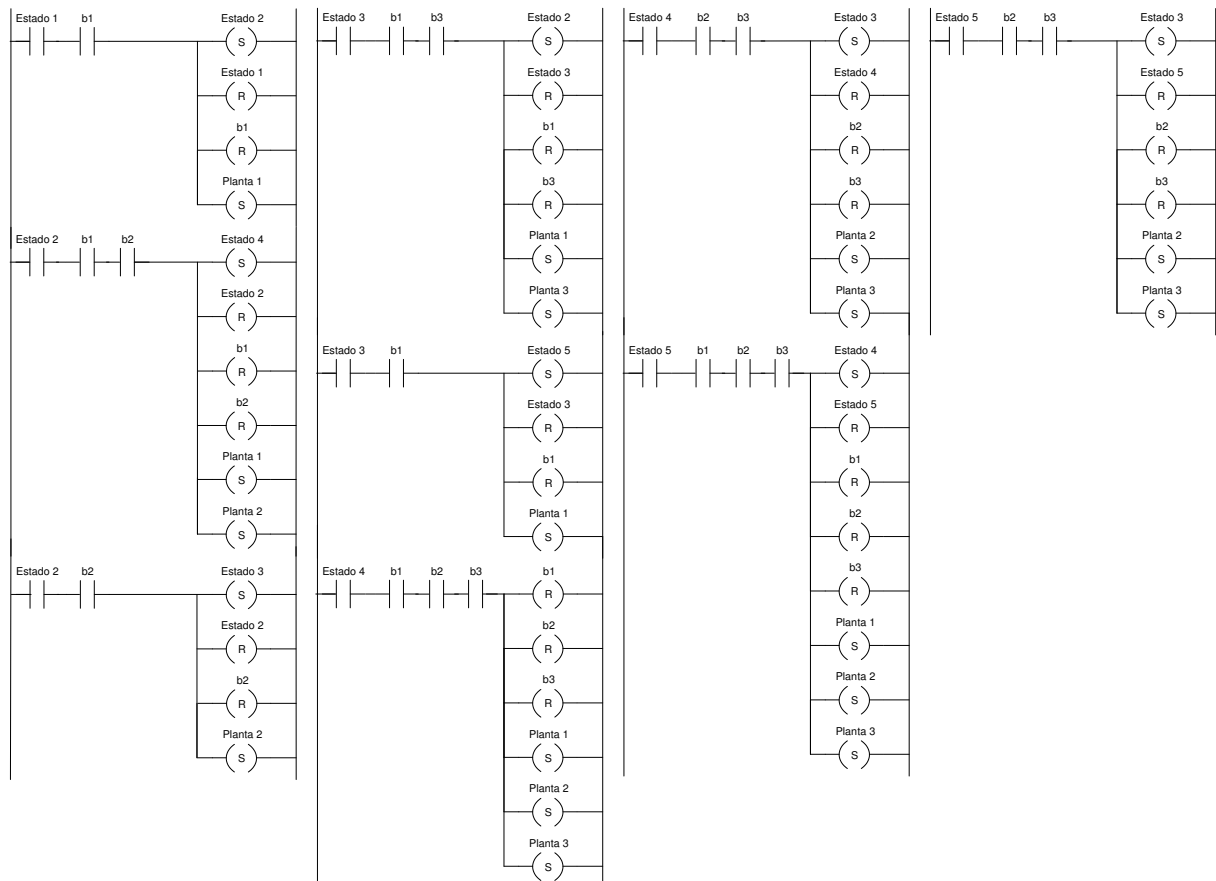 Estado 1 b1 Estado 2
S
Estado 1
R
b1
R
Planta 1
S
Estado 2 b1 b2 Estado 4
S
Estado 2
R
b1
R
b2
R
Planta 1
S
Planta 2
S
Estado 2 b2 Estado 3
S
Estado 2
R
b2
R
Planta 2
S
Estado 3 b1 b3 Estado 2
S
Estado 3
R
b1
R
b3
R
Planta 1
S
Planta 3
S
Estado 3 b1 Estado 5
S
Estado 3
R
b1
R
Planta 1
S
Estado 4 b1 b2 b3 b1
R
b2
R
b3
R
Planta 1
S
Planta 2
S
Planta 3
S
Estado 4 b2 b3 Estado 3
S
Estado 4
R
b2
R
b3
R
Planta 2
S
Planta 3
S
Estado 5 b1 b2 b3 Estado 4
S
Estado 5
R
b1
R
b2
R
b3
R
Planta 1
S
Planta 2
S
Planta 3
S
Estado 5 b2 b3 Estado 3
S
Estado 5
R
b2
R
b3
R
Planta 2
S
Planta 3
S